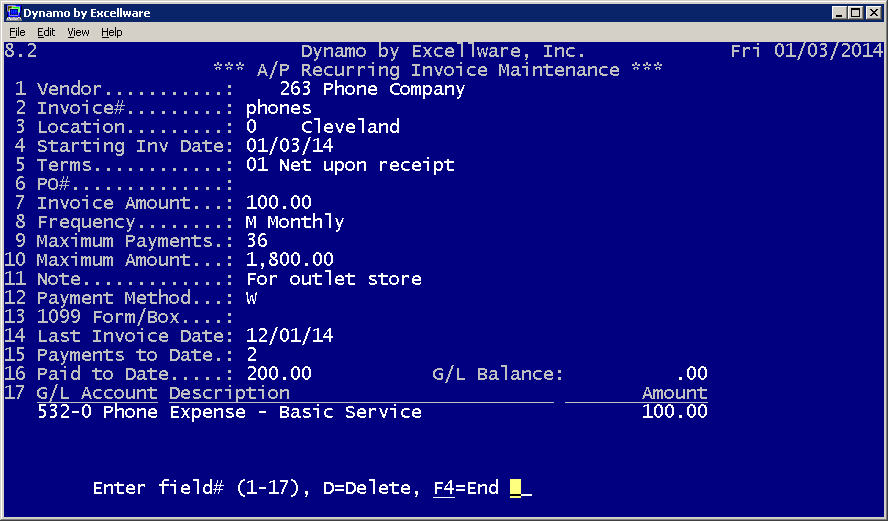 Dynamo by Excellware
File Edit View Help
8.2 Dynamo by Excellware, Inc. Fri 01/03/2014
*** A/P Recurring Invoice Maintenance ***
1 Vendor...........: 263 Phone Company
2 Invoice#.........: phones
3 Location.........: 0 Cleveland
4 Starting Inv Date: 01/03/14
5 Terms............: 01 Net upon receipt
6 PO#..............:
7 Invoice Amount...: 100.00
8 Frequency........: M Monthly
9 Maximum Payments.: 36
10 Maximum Amount...: 1,800.00
11 Note.............: For outlet store
12 Payment Method...: W
13 1099 Form/Box....:
14 Last Invoice Date: 12/01/14
15 Payments to Date.: 2
16 Paid to Date.....: 200.00 G/L Balance: .00
17 G/L Account Description Amount
532-0 Phone Expense - Basic Service 100.00
Enter field# (1-17), D=Delete, F4=End